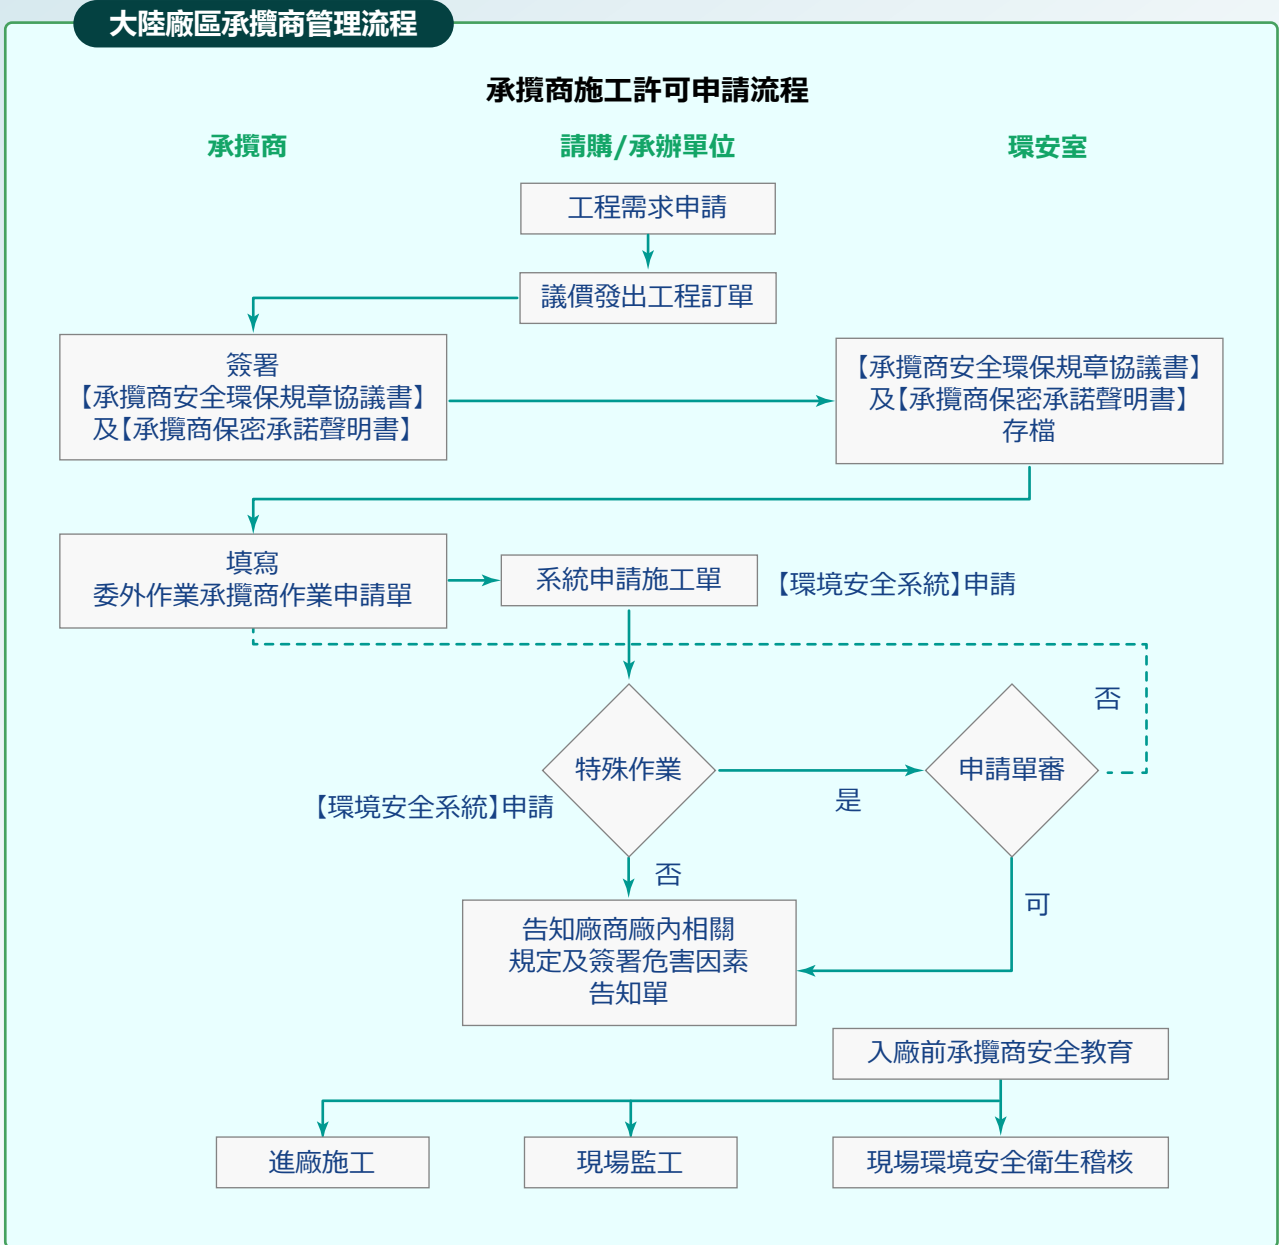 大陸廠區承攬商管理流程
承攬商施工許可申請流程
承攬商
請購/承辦單位
環安室
工程需求申請
議價發出工程訂單
簽署
【承攬商安全環保規章協議書】
及【承攬商保密承諾聲明書】
【承攬商安全環保規章協議書】
及【承攬商保密承諾聲明書】
存檔
填寫
委外作業承攬商作業申請單
系統申請施工單
【環境安全系統】申請
否
特殊作業
申請單審
【環境安全系統】申請
是
否
可
告知廠商廠內相關
規定及簽署危害因素
告知單
入廠前承攬商安全教育
進廠施工
現場監工
現場環境安全衛生稽核